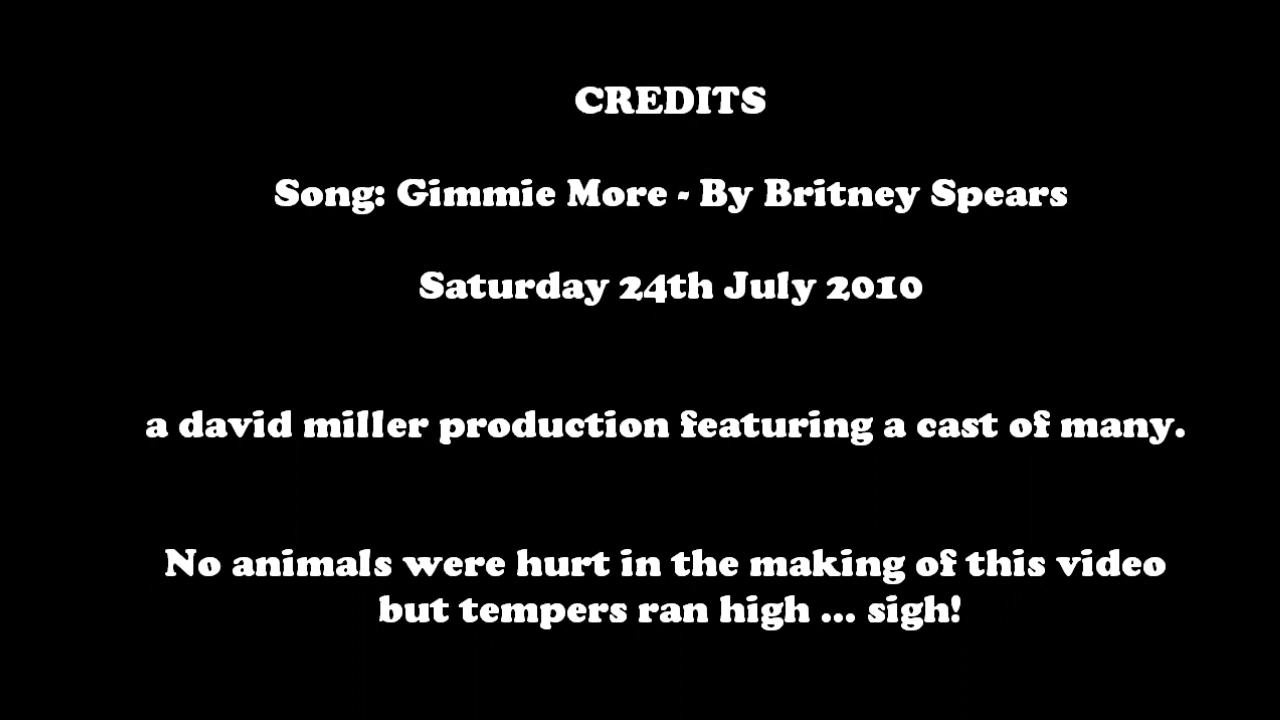 CREDITS
Song: Gimmie More - By Britney Spears
Saturday 24th July 2010
a david miller production featuring a cast of many.
No animals were hurt in the making of this video
but tempers ran high ... sigh!